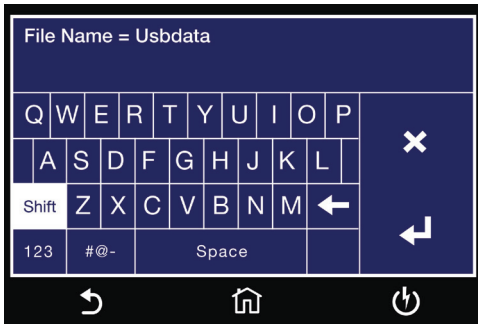 File Name = Usbdata
Q W E R T Y U I O P
A S D F G H J K L
Shift Z X C V B N M
123 #@- Space